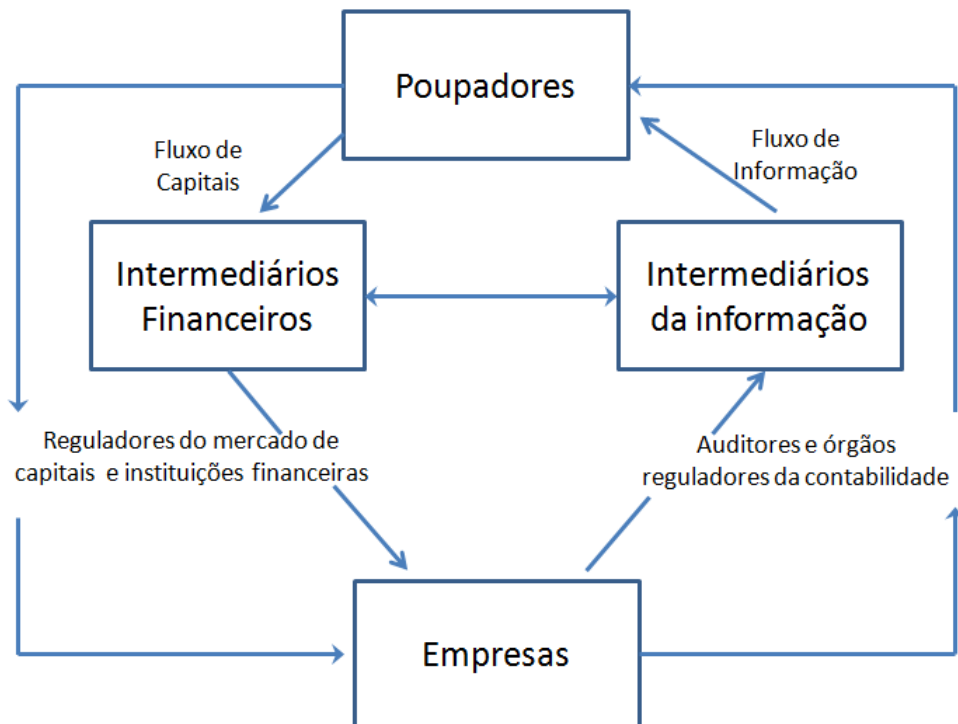 Poupadores
Fluxo de
Capitais
Fluxo de
Informação
Intermediários
Financeiros
Intermediários
da informação
Reguladores do mercado de
capitais e instituições financeiras
Auditores e órgãos
reguladores da contabilidade
Empresas